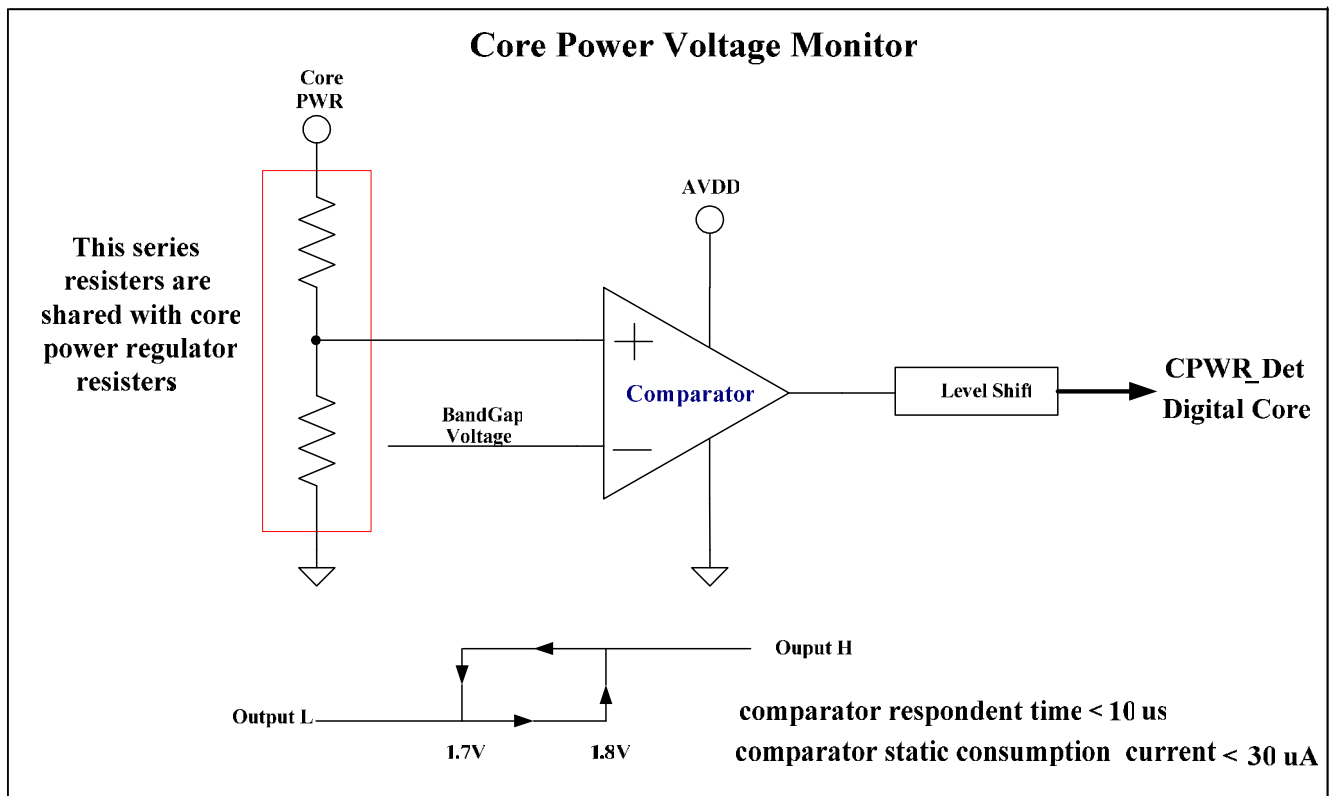 Core Power Voltage Monitor
Core
PWR
AVDD
This series
resisters are
shared with core
power regulator
resisters
+
Comparator
BandGap
Voltage
—
Level Shift
CPWR_Det
Digital Core
Ouput H
Output L
1.7V
1.8V
comparator respondent time < 10 us
comparator static consumption current < 30 uA